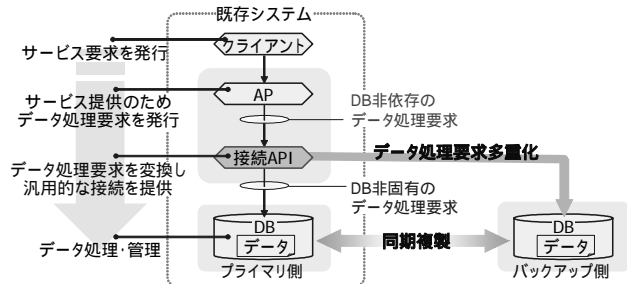 既存システム
クライアント
サービス要求を発行
AP
サービス提供のため
データ処理要求を発行
DB非依存の
データ処理要求
接続API
データ処理要求多重化
データ処理要求を変換し
汎用的な接続を提供
DB非固有の
データ処理要求
DB
データ
データ処理・管理
プライマリ側
同期複製
DB
データ
バックアップ側